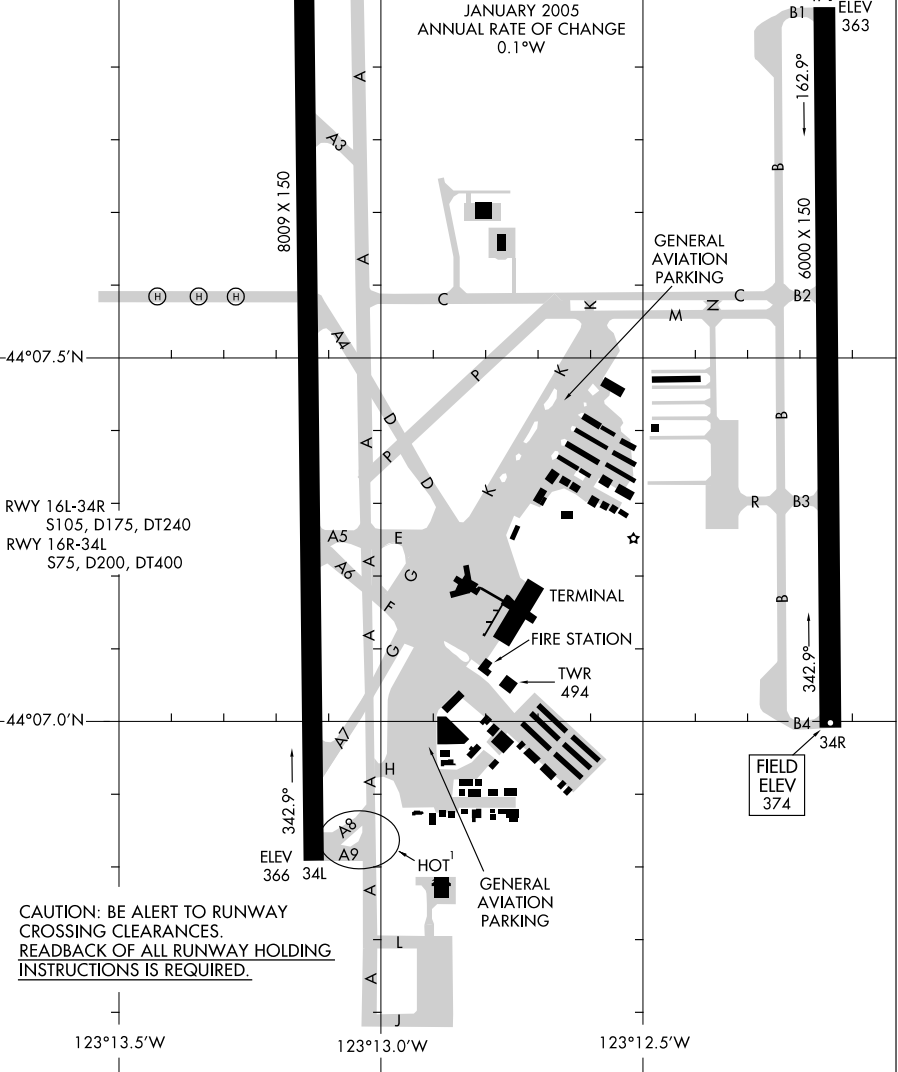 JANUARY 2005
ANNUAL RATE OF CHANGE
0.1°W
B1
ELEV
363
A
162.9°
A3
B
8009 X 150
6000 X 150
GENERAL
AVIATION
PARKING
A
H
H
H
C
K
N
C
B2
M
A4
44°07.5'N
P
K
D
A
B
P
D
K
RWY 16L-34R
S105, D175, DT240
RWY 16R-34L
S75, D200, DT400
R
B3
A5
E
A
A6
G
F
TERMINAL
B
A
G
FIRE STATION
TWR
494
342.9°
44°07.0'N
A7
B4
34R
H
A
FIELD
ELEV
374
342.9°
A8
A9
HOT1
ELEV
366
34L
A
GENERAL
AVIATION
PARKING
CAUTION: BE ALERT TO RUNWAY
CROSSING CLEARANCES.
READBACK OF ALL RUNWAY HOLDING
INSTRUCTIONS IS REQUIRED.
L
A
J
123°13.5'W
123°13.0'W
123°12.5'W